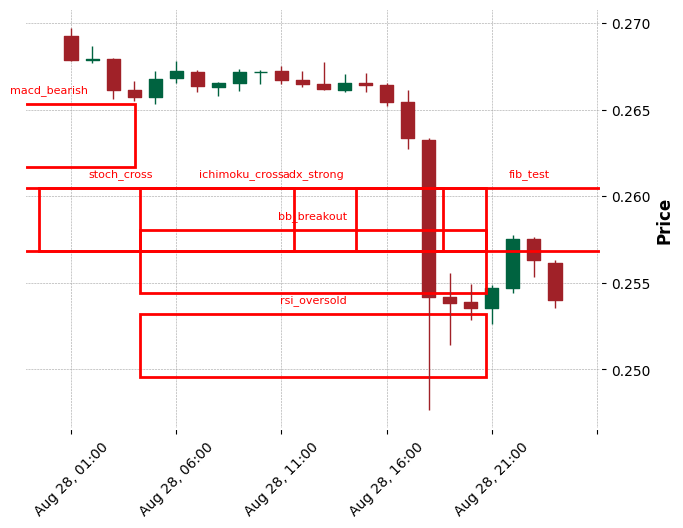 0.270
macd_bearish
0.265
stoch_cross
ichimoku_cross
adx_strong
fib_test
0.260
bb_breakout
Price
0.255
rsi_oversold
0.250
Aug 28, 01:00
Aug 28, 06:00
Aug 28, 11:00
Aug 28, 16:00
Aug 28, 21:00